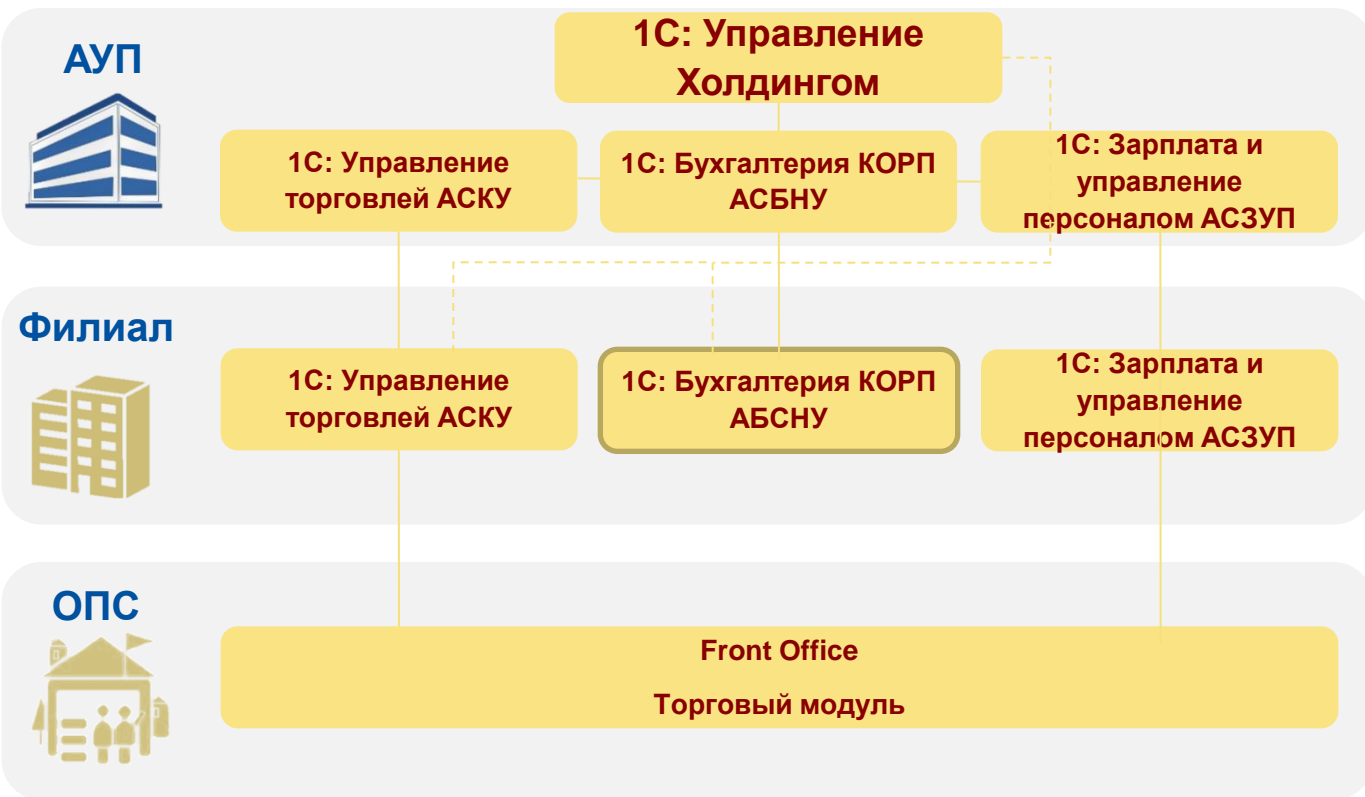 АУП
1С: Управление
Холдингом
1С: Управление
торговлей АСКУ
1С: Бухгалтерия КОРП
АСБНУ
1С: Зарплата и
управление
персоналом АСЗУП
Филиал
1С: Управление
торговлей АСКУ
1С: Бухгалтерия КОРП
АБСНУ
1С: Зарплата и
управление
персоналом АСЗУП
ОПС
Front Office
Торговый модуль